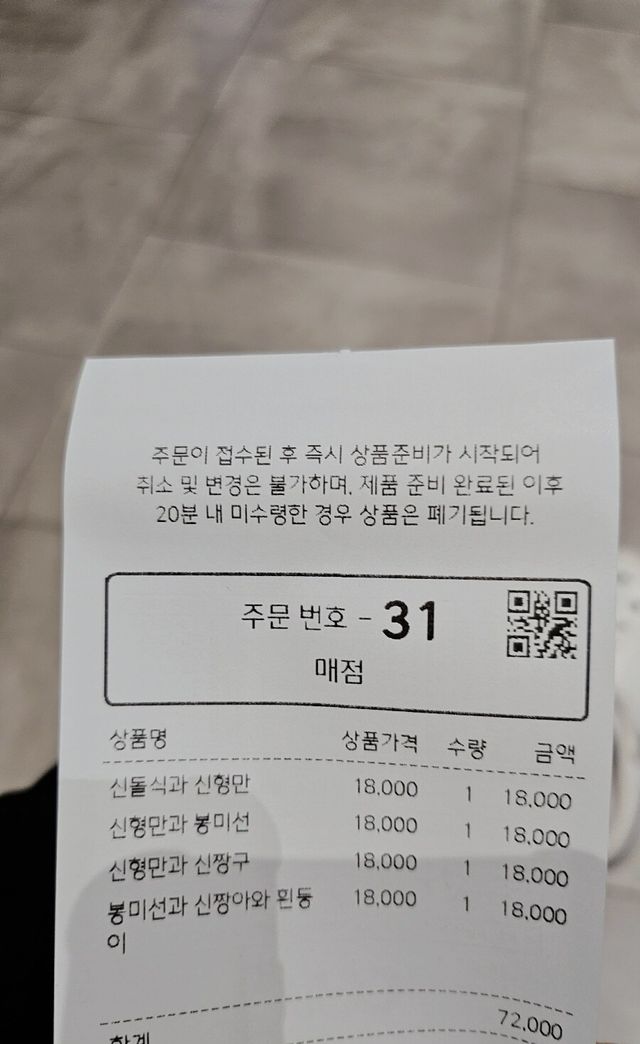 주문이 접수된 후 즉시 상품준비가 시작되어
취소 및 변경은 불가하며, 제품 준비 완료된 이후
20분 내 미수령한 경우 상품은 폐기됩니다.
주문 번호 - 31
매점
상품명 상품가격 수량 금액
신돌식과 신형만 18,000 1 18,000
신형만과 봉미선 18,000 1 18,000
신형만과 신짱구 18,000 1 18,000
봉미선과 신짱아와 흰둥 18,000 1 18,000
이
72,000
합계